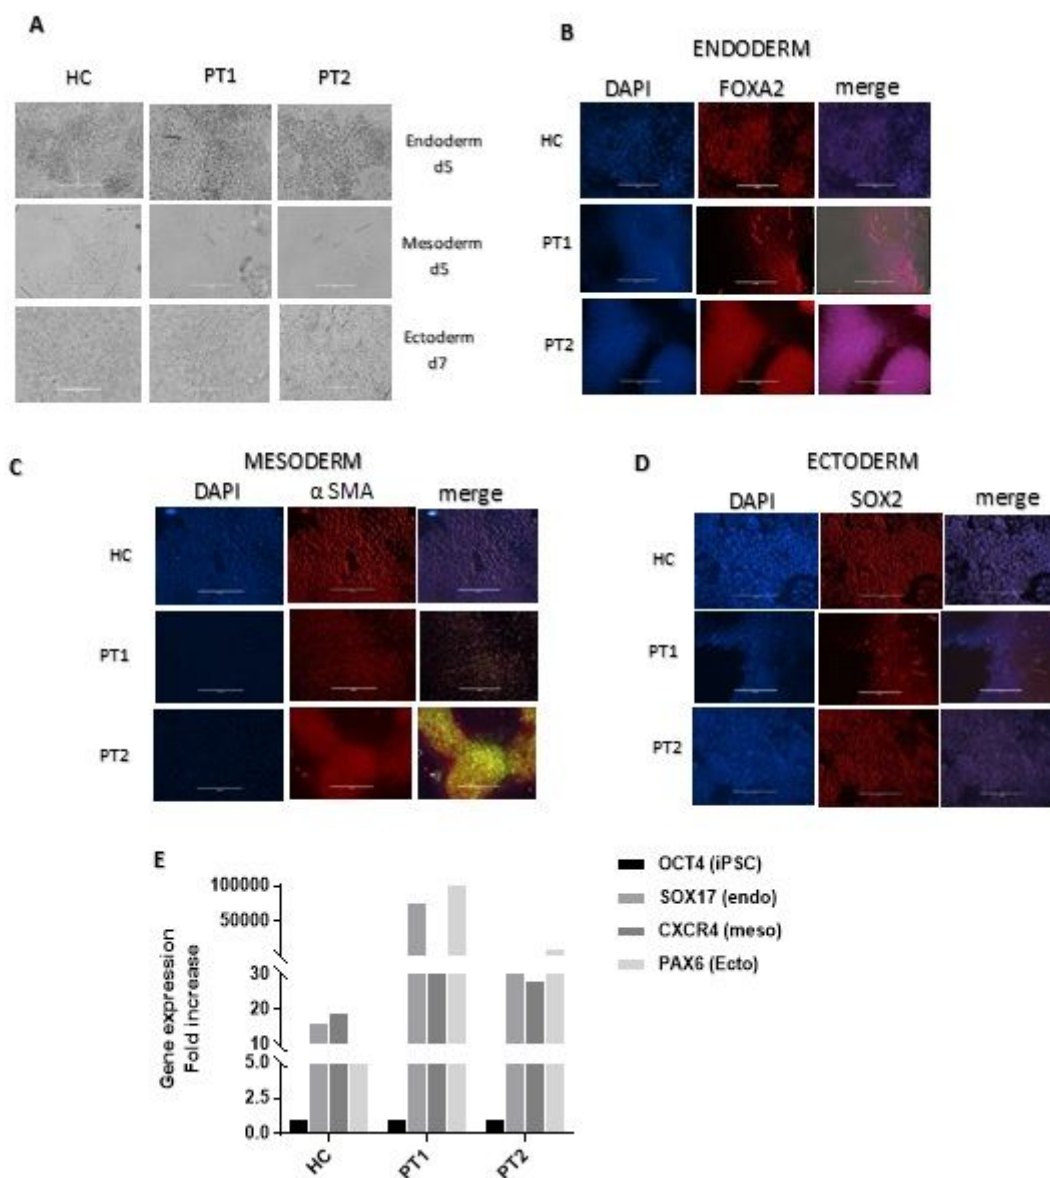 A
HC PT1 PT2
Endoderm
d5
Mesoderm
d5
Ectoderm
d7
B
ENDODERM
DAPI FOXA2 merge
HC
PT1
PT2
C
MESODERM
DAPI α SMA merge
HC
PT1
PT2
D
ECTODERM
DAPI SOX2 merge
HC
PT1
PT2
E
Gene expression
Fold increase
100000
50000
30
20
10
5.0
2.5
0.0
HC PT1 PT2
OCT4 (iPSC)
SOX17 (endo)
CXCR4 (meso)
PAX6 (Ecto)